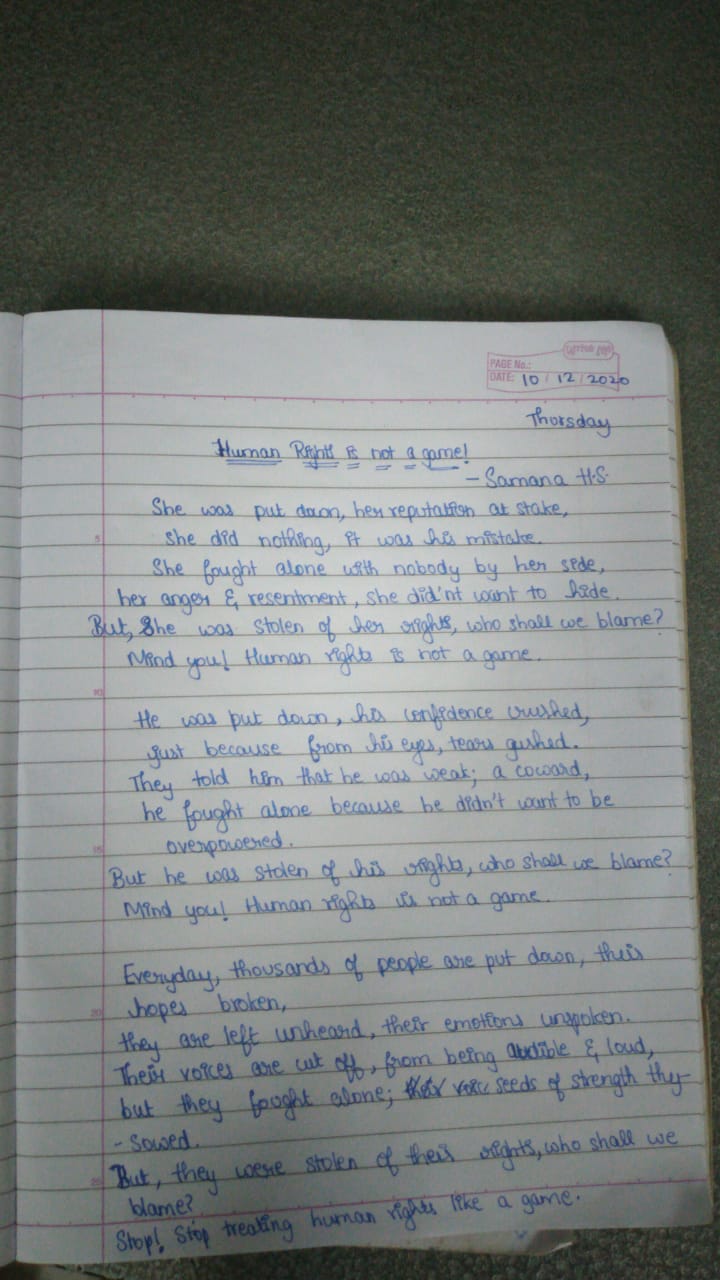 PAGE No.:
DATE: 10/12/2020
Thorsday
Human Rights is not a game!
- Samana H.S.
She was put down, her reputation at stake,
She did nothing, it was his mistake.
She fought alone with nobody by her side,
her anger & resentment, she did'nt want to hide.
But, She was stolen of her rights, who shall we blame?
Mind you! Human rights is not a game.
10
He was put down, his confidence crushed,
just because from his eyes, tears gushed.
They told him that he was weak; a coward,
he fought alone because he didn't want to be
15
overpowered.
But he was stolen of his rights, who shall we blame?
Mind you! Human rights is not a game.
Everyday, thousands of people are put down, their
20
hopes broken,
they are left unheard, their emotions unspoken.
Their voices are cut off, from being audible & loud,
but they fought alone; seeds of strength they
- sowed.
25
But, they were stolen of their rights, who shall we
blame?
Stop! Stop treating human rights like a game.